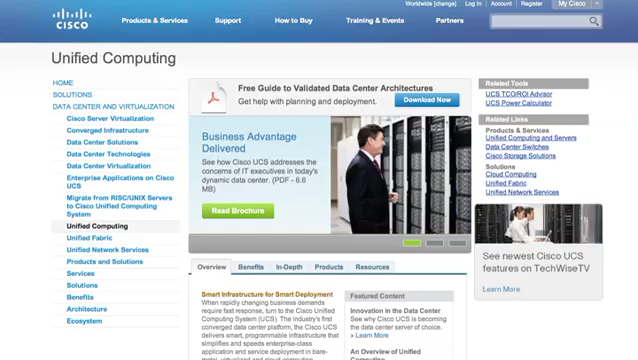 Worldwide [change] Log In Account Register My Cisco
CISCO
Products & Services Support How to Buy Training & Events Partners
Unified Computing
HOME
SOLUTIONS
DATA CENTER AND VIRTUALIZATION
Cisco Server Virtualization
Converged Infrastructure
Data Center Solutions
Data Center Technologies
Data Center Virtualization
Enterprise Applications on Cisco
UCS
Migrate from RISC/UNIX Servers
to Cisco Unified Computing
System
Unified Computing
Unified Fabric
Unified Network Services
Products and Solutions
Services
Solutions
Benefits
Architecture
Ecosystem
Free Guide to Validated Data Center Architectures
Get help with planning and deployment.
Download Now
Business Advantage
Delivered
See how Cisco UCS addresses the
concerns of IT executives in today's
dynamic data center. (PDF - 6.6
MB)
Read Brochure
Overview Benefits In-Depth Products Resources
Smart Infrastructure for Smart Deployment
When rapidly changing business demands
require fast response, turn to the Cisco Unified
Computing System (UCS). The industry's first
converged data center platform, the Cisco UCS
delivers smart, programmable infrastructure that
simplifies and speeds enterprise-class
application and service deployment in bare-
Featured Content
Innovation in the Data Center
See why Cisco UCS is becoming
the data center server of choice.
» Learn More
An Overview of Unified
Related Tools
UCS TCO/ROI Advisor
UCS Power Calculator
Related Links
Products & Services
Unified Computing and Servers
Data Center Switches
Cisco Storage Solutions
Solutions
Cloud Computing
Unified Fabric
Unified Network Services
See newest Cisco UCS
features on TechWiseTV
Learn More